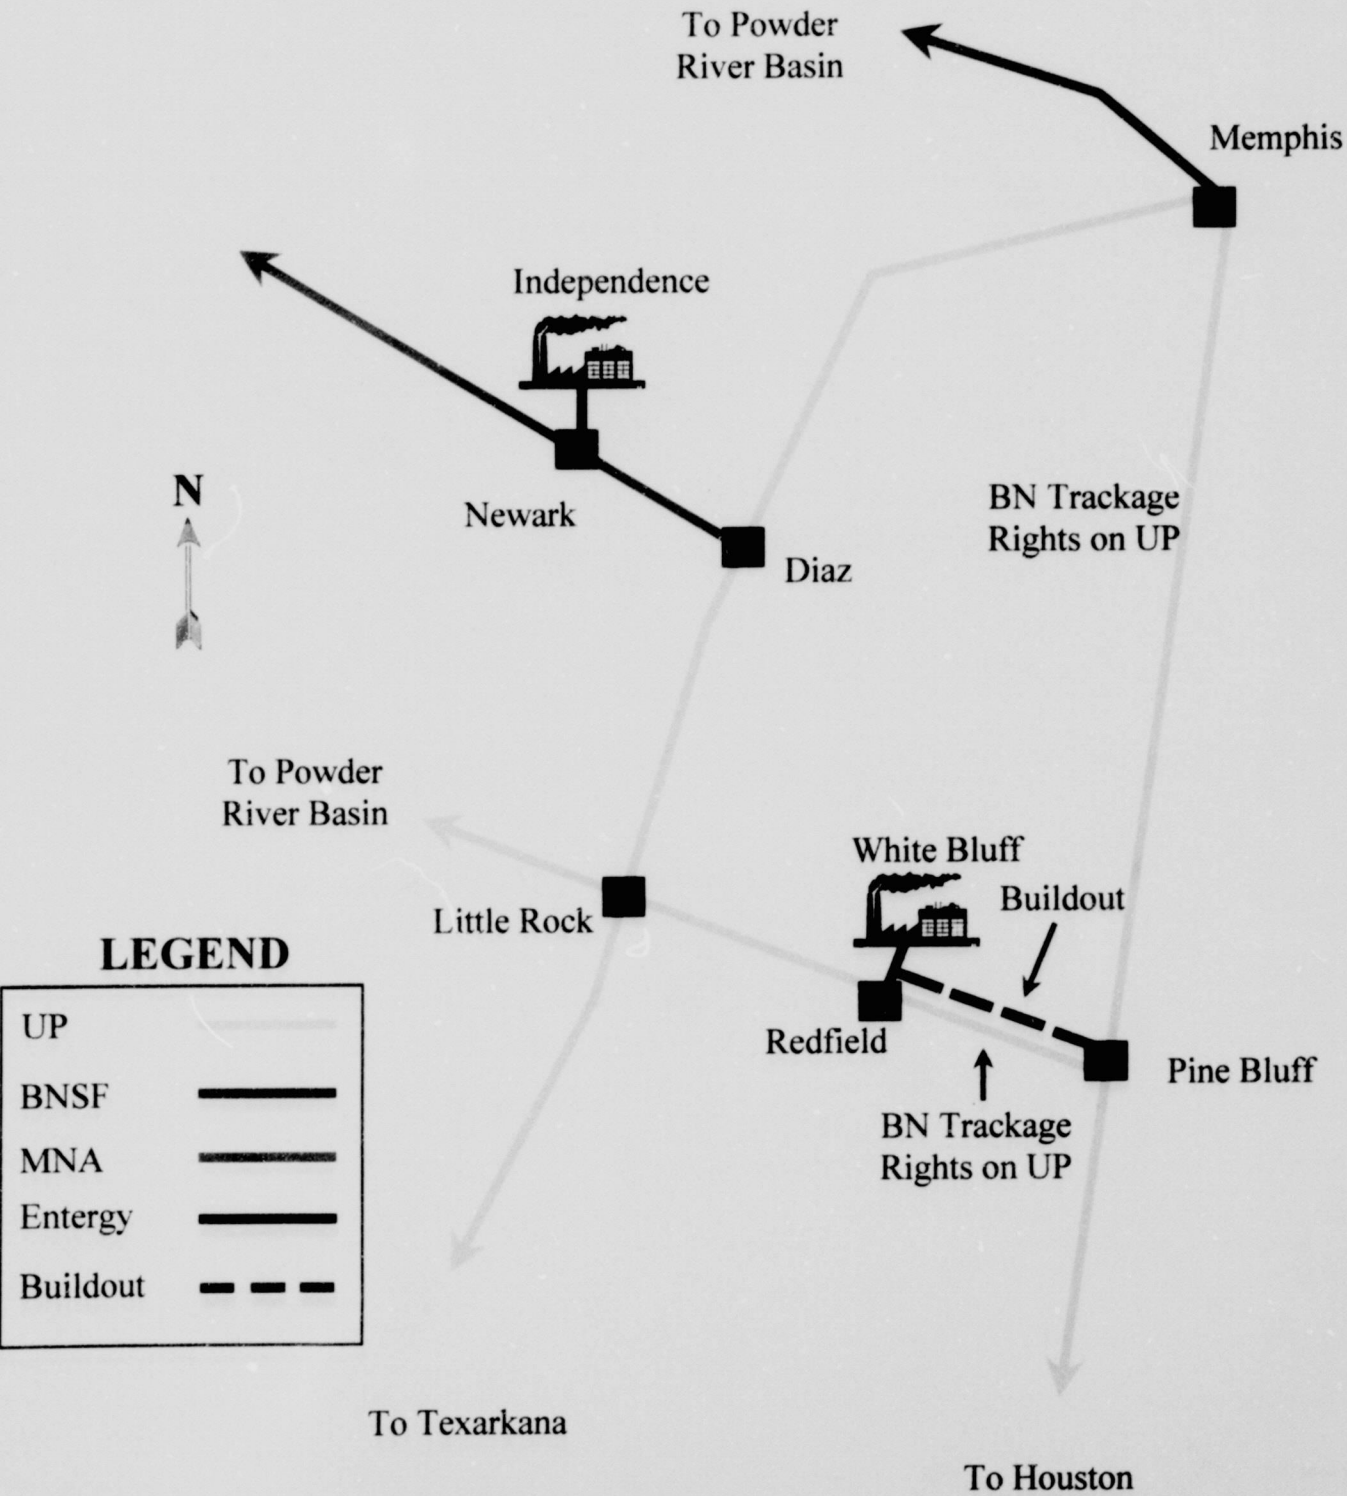 To Powder
River Basin
Memphis
Independence
N
Newark
BN Trackage
Rights on UP
Diaz
To Powder
River Basin
White Bluff
Buildout
Little Rock
LEGEND
UP
BNSF
MNA
Entergy
Buildout
Redfield
Pine Bluff
BN Trackage
Rights on UP
To Texarkana
To Houston